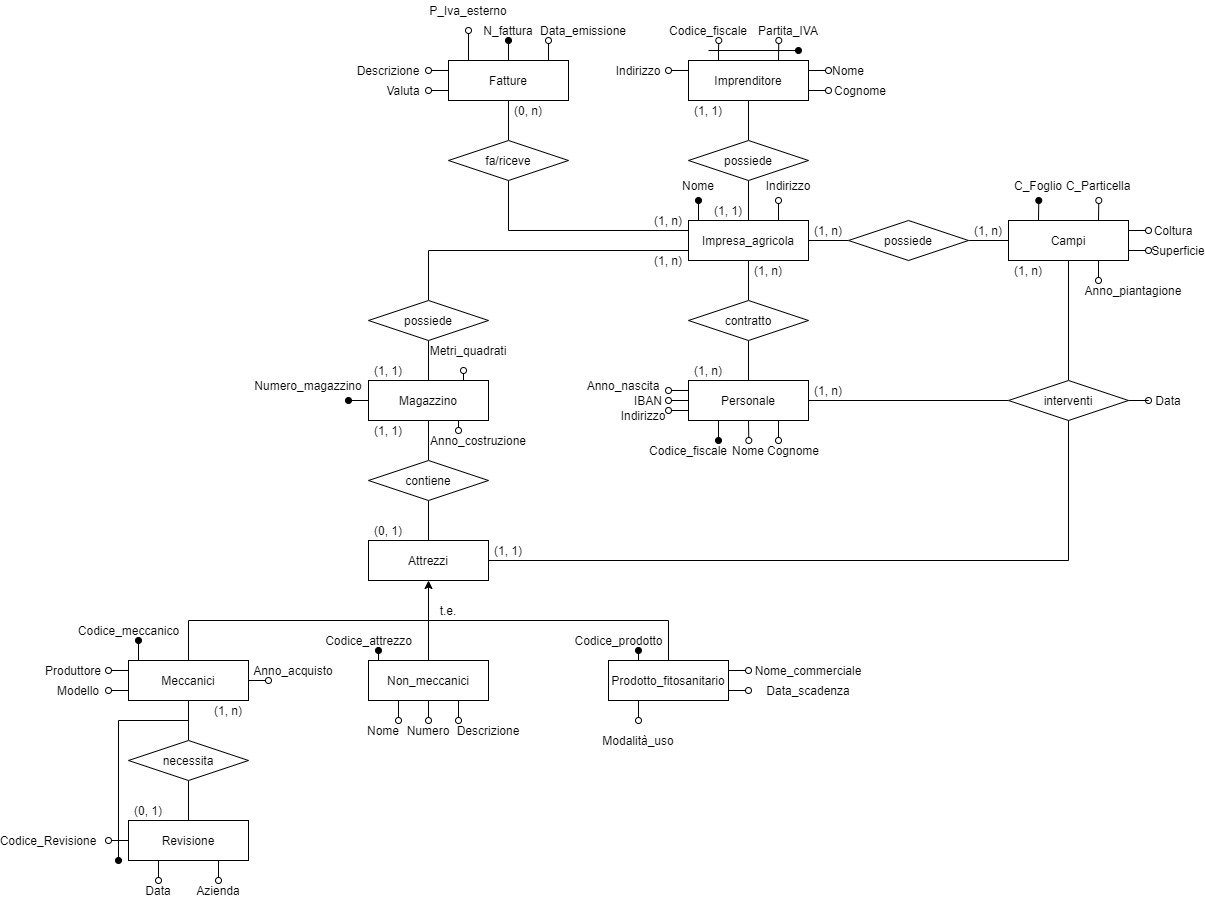 P_Iva_esterno
N_fattura
Data_emissione
Descrizione
Valuta
Fatture
(0, n)
fa/riceve
Codice_fiscale
Partita_IVA
Indirizzo
Imprenditore
Nome
Cognome
(1, 1)
possiede
Nome
Indirizzo
(1, n)
(1, 1)
Impresa_agricola
(1, n)
possiede
(1, n)
(1, n)
(1, n)
C_Foglio
C_Particella
Campi
Coltura
Superficie
(1, n)
Anno_piantagione
possiede
contratto
Metri_quadrati
(1, 1)
Numero_magazzino
Magazzino
(1, 1)
Anno_costruzione
(1, n)
Anno_nascita
IBAN
Indirizzo
Personale
(1, n)
Codice_fiscale
Nome
Cognome
interventi
Data
contiene
(0, 1)
Attrezzi
(1, 1)
t.e.
Codice_meccanico
Produttore
Modello
Meccanici
Anno_acquisto
(1, n)
Codice_attrezzo
Non_meccanici
Nome
Numero
Descrizione
Codice_prodotto
Prodotto_fitosanitario
Nome_commerciale
Data_scadenza
Modalità_uso
necessita
(0, 1)
Codice_Revisione
Revisione
Data
Azienda